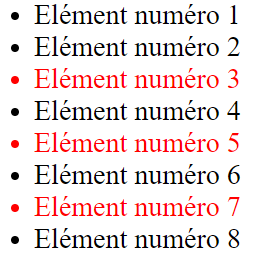 • Elément numéro 1
• Elément numéro 2
• Elément numéro 3
• Elément numéro 4
• Elément numéro 5
• Elément numéro 6
• Elément numéro 7
• Elément numéro 8